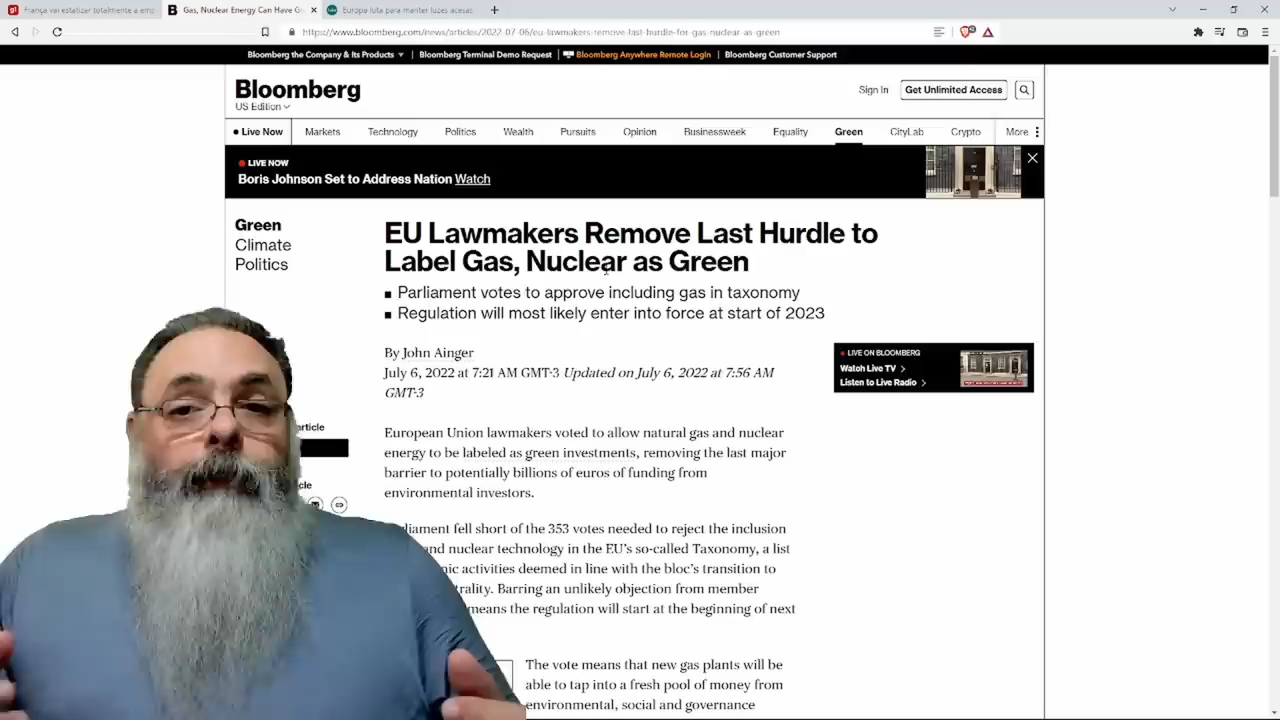 França vai estatizar totalmente a emp
Gas, Nuclear Energy Can Have Gr
Europa luta para manter luzes acesas
https://www.bloomberg.com/news/articles/2022-07-06/eu-lawmakers-remove-last-hurdle-for-gas-nuclear-as-green
Bloomberg the Company & Its Products
Bloomberg Terminal Demo Request
Bloomberg Anywhere Remote Login
Bloomberg Customer Support
Bloomberg
US Edition
Sign In
Get Unlimited Access
Live Now
Markets
Technology
Politics
Wealth
Pursuits
Opinion
Businessweek
Equality
Green
CityLab
Crypto
More
LIVE NOW
Boris Johnson Set to Address Nation Watch
Green
Climate
Politics
EU Lawmakers Remove Last Hurdle to
Label Gas, Nuclear as Green
Parliament votes to approve including gas in taxonomy
Regulation will most likely enter into force at start of 2023
By John Ainger
July 6, 2022 at 7:21 AM GMT-3 Updated on July 6, 2022 at 7:56 AM
GMT-3
LIVE ON BLOOMBERG
Watch Live TV
Listen to Live Radio
article
European Union lawmakers voted to allow natural gas and nuclear
energy to be labeled as green investments, removing the last major
barrier to potentially billions of euros of funding from
environmental investors.
cle
liament fell short of the 353 votes needed to reject the inclusion
and nuclear technology in the EU's so-called Taxonomy, a list
ic activities deemed in line with the bloc's transition to
trality. Barring an unlikely objection from member
means the regulation will start at the beginning of next
The vote means that new gas plants will be
able to tap into a fresh pool of money from
environmental, social and governance